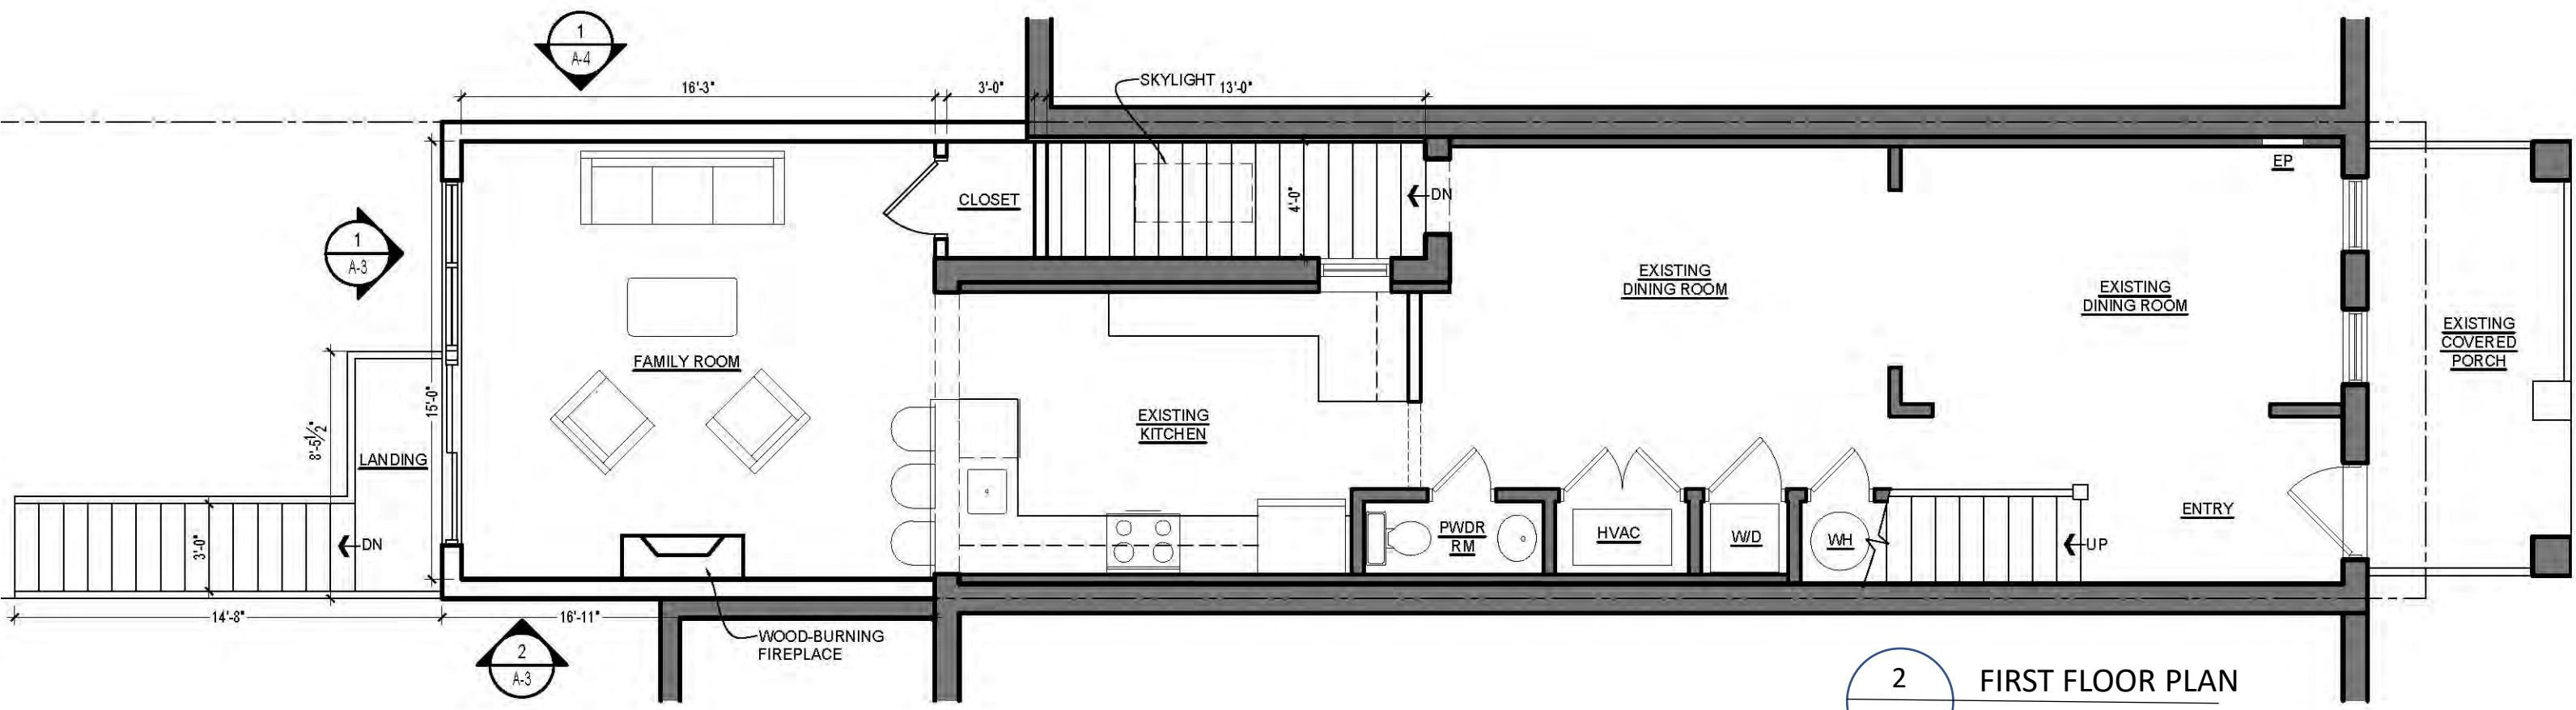 1
A-4
SKYLIGHT
16'-3"
3'-0"
13'-0"
EP
CLOSET
DN
4'-0"
1
A-3
EXISTING
DINING ROOM
EXISTING
DINING ROOM
EXISTING
COVERED
PORCH
FAMILY ROOM
15'-0"
8'-5½"
EXISTING
KITCHEN
LANDING
ENTRY
PWDR
RM
HVAC
W/D
WH
UP
3'-0"
DN
14'-8"
16'-11"
WOOD-BURNING
FIREPLACE
2
A-3
2
FIRST FLOOR PLAN